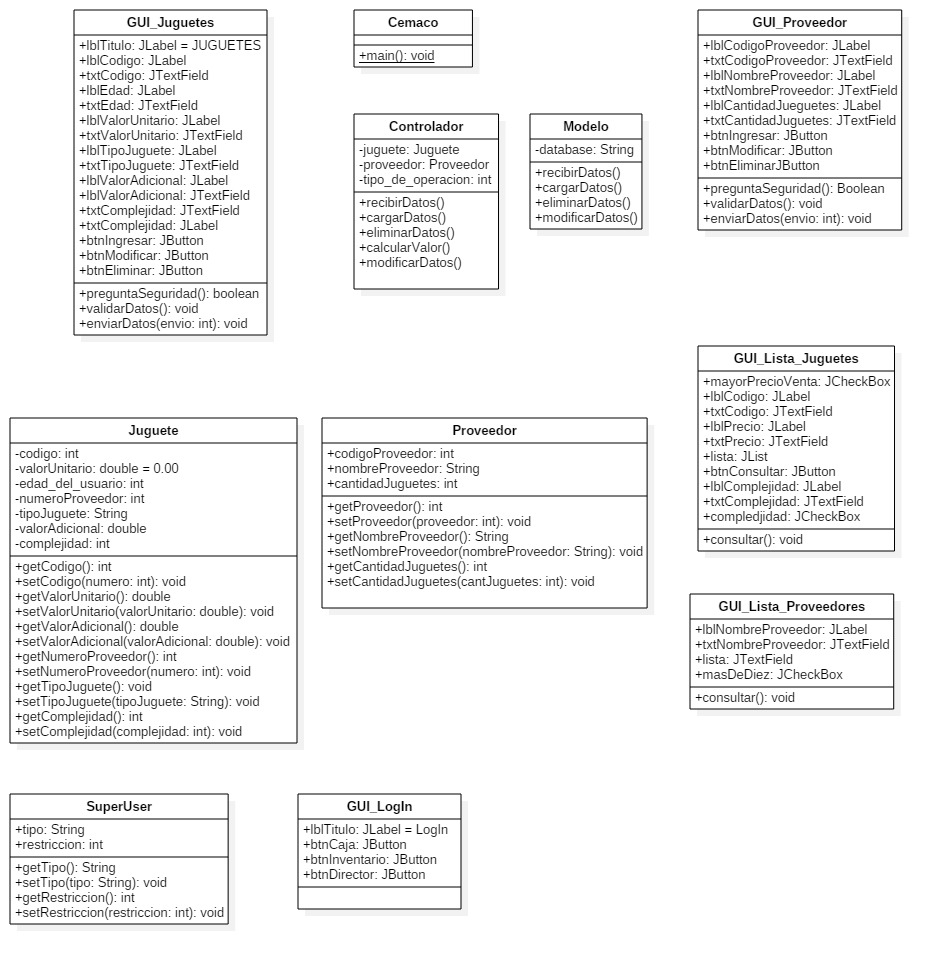 GUI_Juguetes
+lblTitulo: JLabel = JUGUETES
+lblCodigo: JLabel
+txtCodigo: JTextField
+lblEdad: JLabel
+txtEdad: JTextField
+lblValorUnitario: JLabel
+txtValorUnitario: JTextField
+lblTipoJuguete: JLabel
+txtTipoJuguete: JTextField
+lblValorAdicional: JLabel
+lblValorAdicional: JTextField
+txtComplejidad: JTextField
+txtComplejidad: JLabel
+btnIngresar: JButton
+btnModificar: JButton
+btnEliminar: JButton
+preguntaSeguridad(): boolean
+validarDatos(): void
+enviarDatos(envio: int): void
Cemaco
+main(): void
Controlador
-juguete: Juguete
-proveedor: Proveedor
-tipo_de_operacion: int
+recibirDatos()
+cargarDatos()
+eliminarDatos()
+calcularValor()
+modificarDatos()
Modelo
-database: String
+recibirDatos()
+cargarDatos()
+eliminarDatos()
+modificarDatos()
GUI_Proveedor
+lblCodigoProveedor: JLabel
+txtCodigoProveedor: JTextField
+lblNombreProveedor: JLabel
+txtNombreProveedor: JTextField
+lblCantidadJueguetes: JLabel
+txtCantidadJuguetes: JTextField
+btnIngresar: JButton
+btnModificar: JButton
+btnEliminarJButton
+preguntaSeguridad(): Boolean
+validarDatos(): void
+enviarDatos(envio: int): void
GUI_Lista_Juguetes
+mayorPrecioVenta: JCheckBox
+lblCodigo: JLabel
+txtCodigo: JTextField
+lblPrecio: JLabel
+txtPrecio: JTextField
+lista: JList
+btnConsultar: JButton
+lblComplejidad: JLabel
+txtComplejidad: JTextField
+compledjidad: JCheckBox
+consultar(): void
Juguete
-codigo: int
-valorUnitario: double = 0.00
-edad_del_usuario: int
-numeroProveedor: int
-tipoJuguete: String
-valorAdicional: double
-complejidad: int
+getCodigo(): int
+setCodigo(numero: int): void
+getValorUnitario(): double
+setValorUnitario(valorUnitario: double): void
+getValorAdicional(): double
+setValorAdicional(valorAdicional: double): void
+getNumeroProveedor(): int
+setNumeroProveedor(numero: int): void
+getTipoJuguete(): void
+setTipoJuguete(tipoJuguete: String): void
+getComplejidad(): int
+setComplejidad(complejidad: int): void
Proveedor
+codigoProveedor: int
+nombreProveedor: String
+cantidadJuguetes: int
+getProveedor(): int
+setProveedor(proveedor: int): void
+getNombreProveedor(): String
+setNombreProveedor(nombreProveedor: String): void
+getCantidadJuguetes(): int
+setCantidadJuguetes(cantJuguetes: int): void
GUI_Lista_Proveedores
+lblNombreProveedor: JLabel
+txtNombreProveedor: JTextField
+lista: JTextField
+masDeDiez: JCheckBox
+consultar(): void
SuperUser
+tipo: String
+restriccion: int
+getTipo(): String
+setTipo(tipo: String): void
+getRestriccion(): int
+setRestriccion(restriccion: int): void
GUI_LogIn
+lblTitulo: JLabel = LogIn
+btnCaja: JButton
+btnInventario: JButton
+btnDirector: JButton